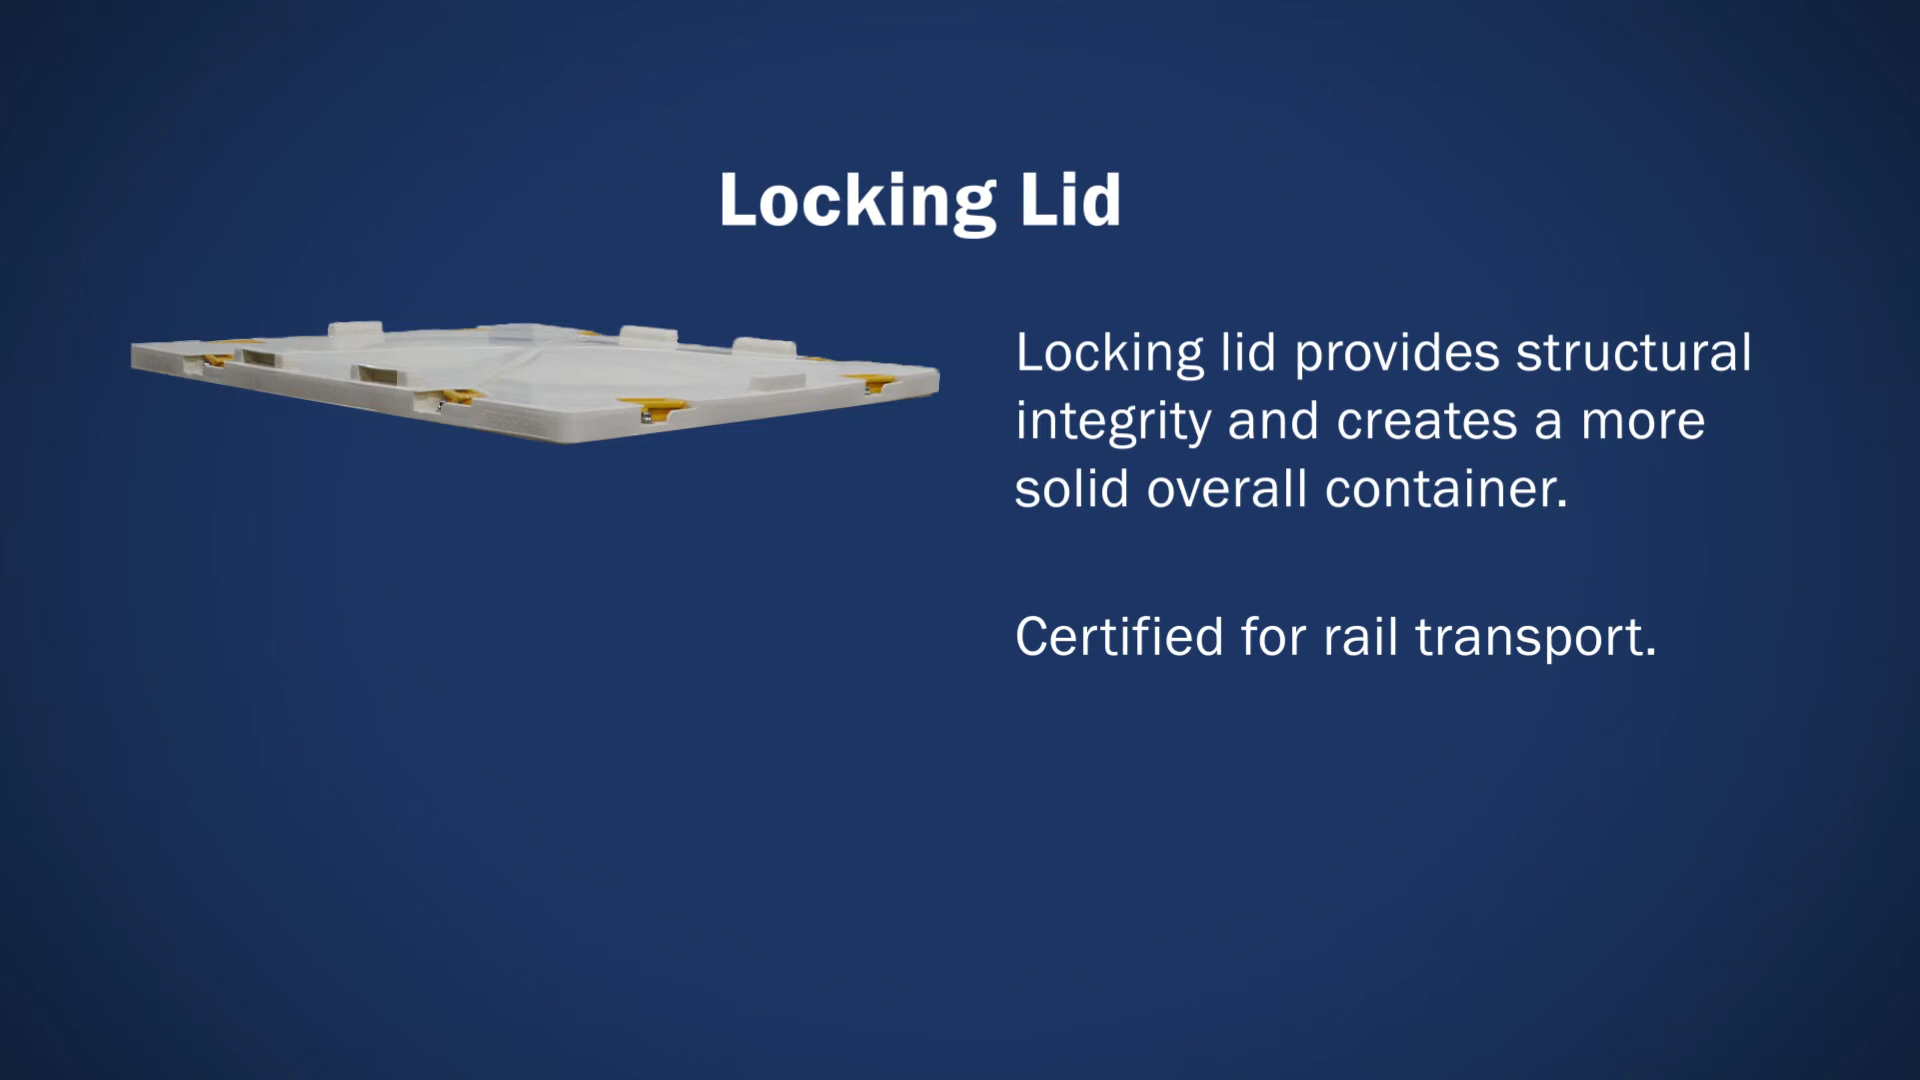 Locking Lid
Locking lid provides structural
integrity and creates a more
solid overall container.
Certified for rail transport.